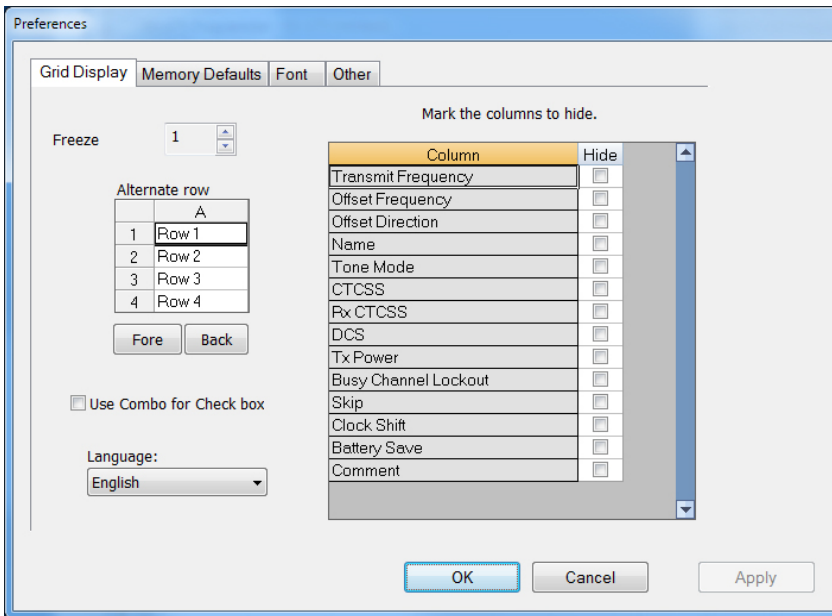 Preferences
Grid Display Memory Defaults Font Other
Mark the columns to hide.
Freeze 1
Column Hide
Transmit Frequency
Offset Frequency
Offset Direction
Name
Tone Mode
CTCSS
Rx CTCSS
DCS
Tx Power
Busy Channel Lockout
Skip
Clock Shift
Battery Save
Comment
Alternate row
A
1 Row 1
2 Row 2
3 Row 3
4 Row 4
Fore Back
Use Combo for Check box
Language:
English
OK Cancel Apply